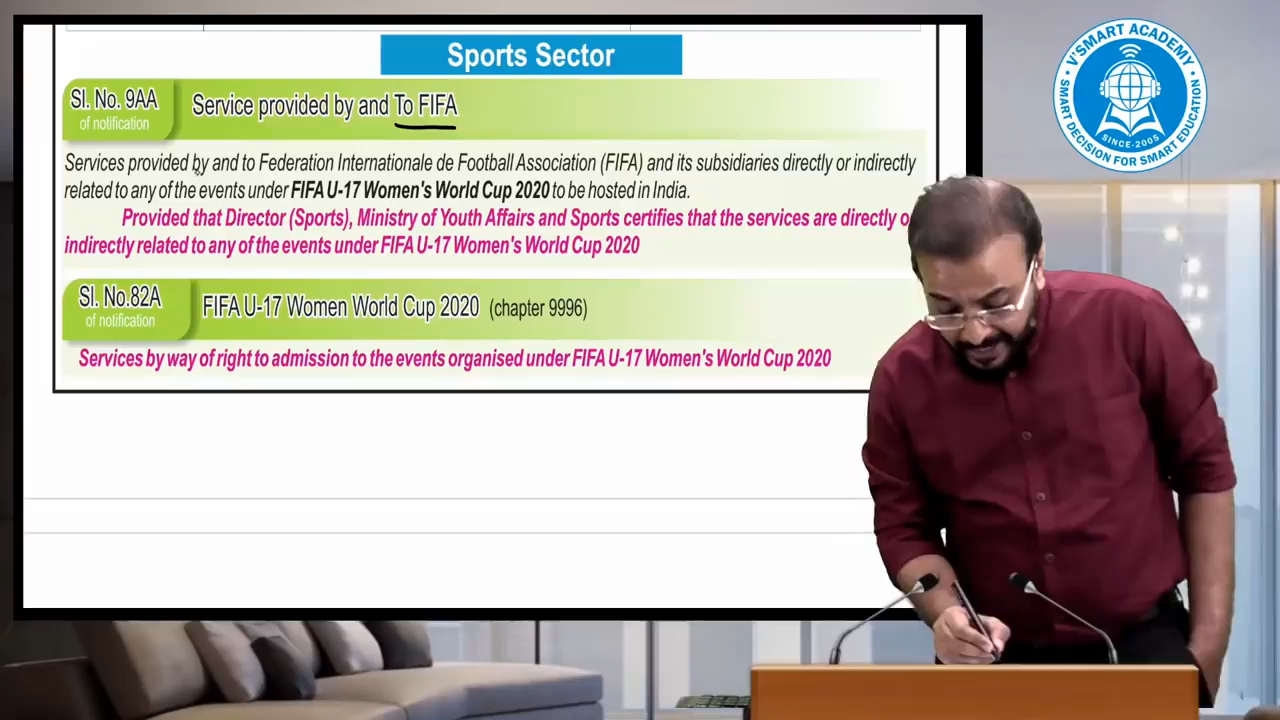 Sports Sector
Sl. No. 9AA
of notification
Service provided by and To FIFA
Services provided by and to Federation Internationale de Football Association (FIFA) and its subsidiaries directly or indirectly
related to any of the events under FIFA U-17 Women's World Cup 2020 to be hosted in India.
Provided that Director (Sports), Ministry of Youth Affairs and Sports certifies that the services are directly o
indirectly related to any of the events under FIFA U-17 Women's World Cup 2020
Sl. No.82A
of notification
FIFA U-17 Women World Cup 2020 (chapter 9996)
Services by way of right to admission to the events organised under FIFA U-17 Women's World Cup 2020
V'SMART ACADEMY
SMART DECISION FOR SMART EDUCATION
SINCE-2005